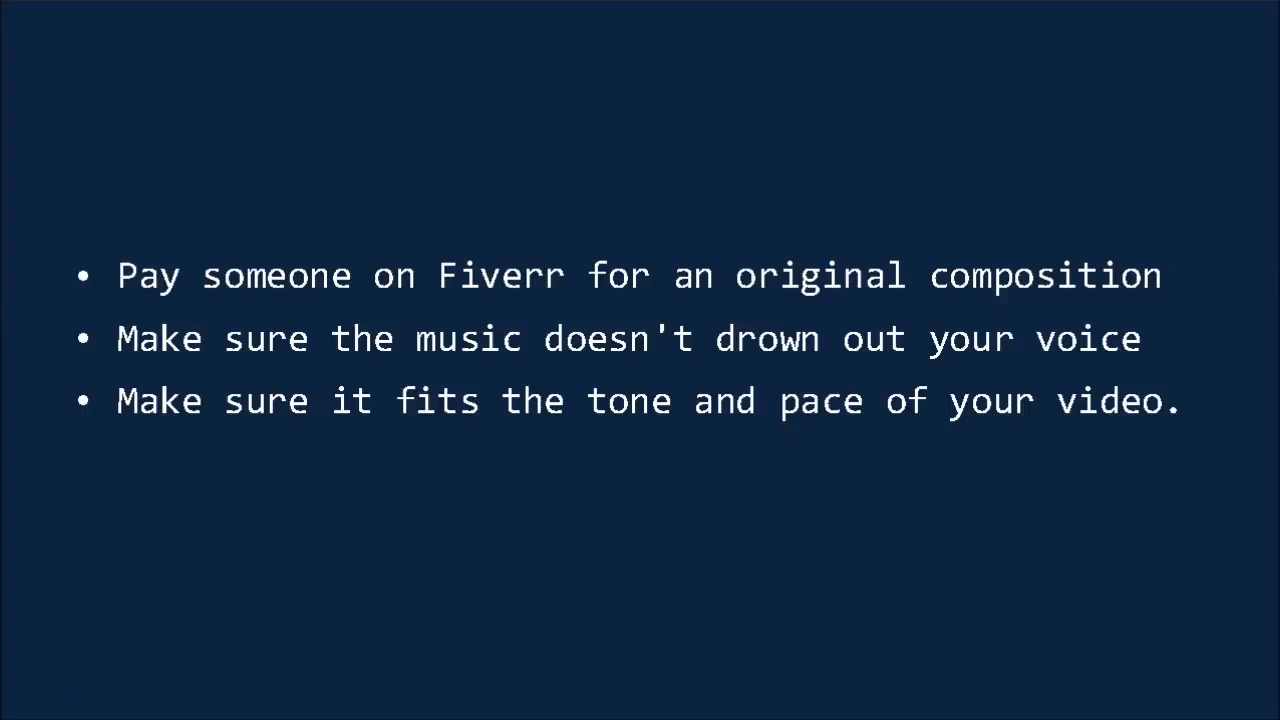 • Pay someone on Fiverr for an original composition
• Make sure the music doesn't drown out your voice
• Make sure it fits the tone and pace of your video.